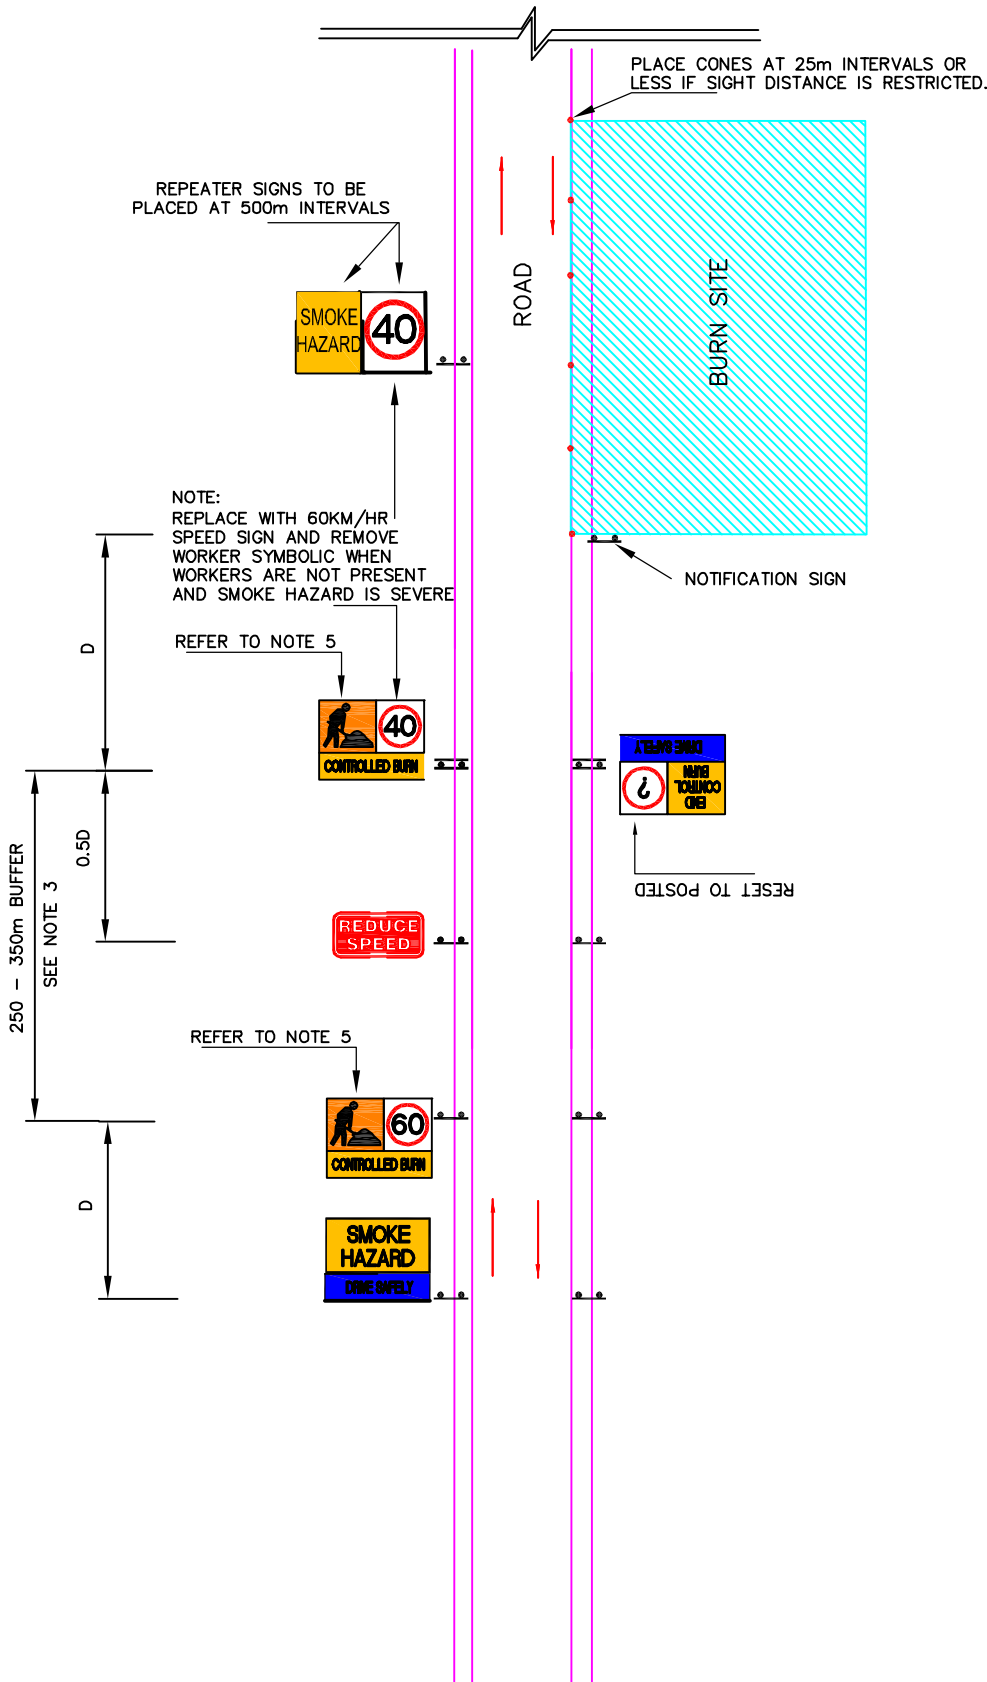 PLACE CONES AT 25m INTERVALS OR
LESS IF SIGHT DISTANCE IS RESTRICTED.
REPEATER SIGNS TO BE
PLACED AT 500m INTERVALS
SMOKE
HAZARD
40
ROAD
BURN SITE
NOTE:
REPLACE WITH 60KM/HR
SPEED SIGN AND REMOVE
WORKER SYMBOLIC WHEN
WORKERS ARE NOT PRESENT
AND SMOKE HAZARD IS SEVERE
NOTIFICATION SIGN
D
REFER TO NOTE 5
40
CONTROLLED BURN
DRIVE SAFELY
END
CONTROL
BURN
?
RESET TO POSTED
0.5D
250 - 350m BUFFER
SEE NOTE 3
REDUCE
SPEED
REFER TO NOTE 5
60
CONTROLLED BURN
D
SMOKE
HAZARD
DRIVE SAFELY